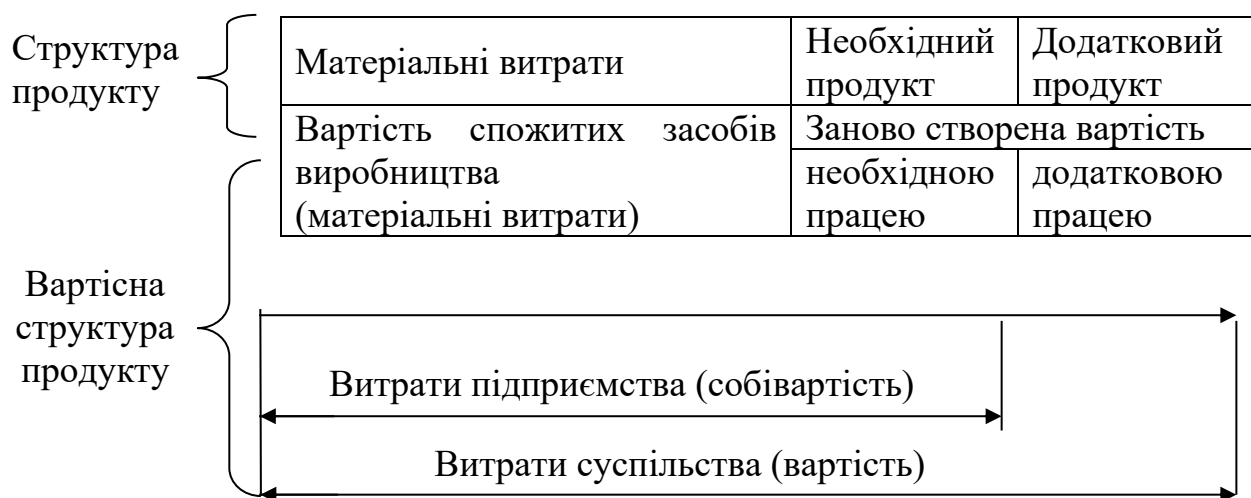 Структура
продукту
Матеріальні витрати
Необхідний
продукт
Додатковий
продукт
Вартість спожитих засобів
виробництва
(матеріальні витрати)
Заново створена вартість
необхідною
працею
додатковою
працею
Вартісна
структура
продукту
Витрати підприємства (собівартість)
Витрати суспільства (вартість)